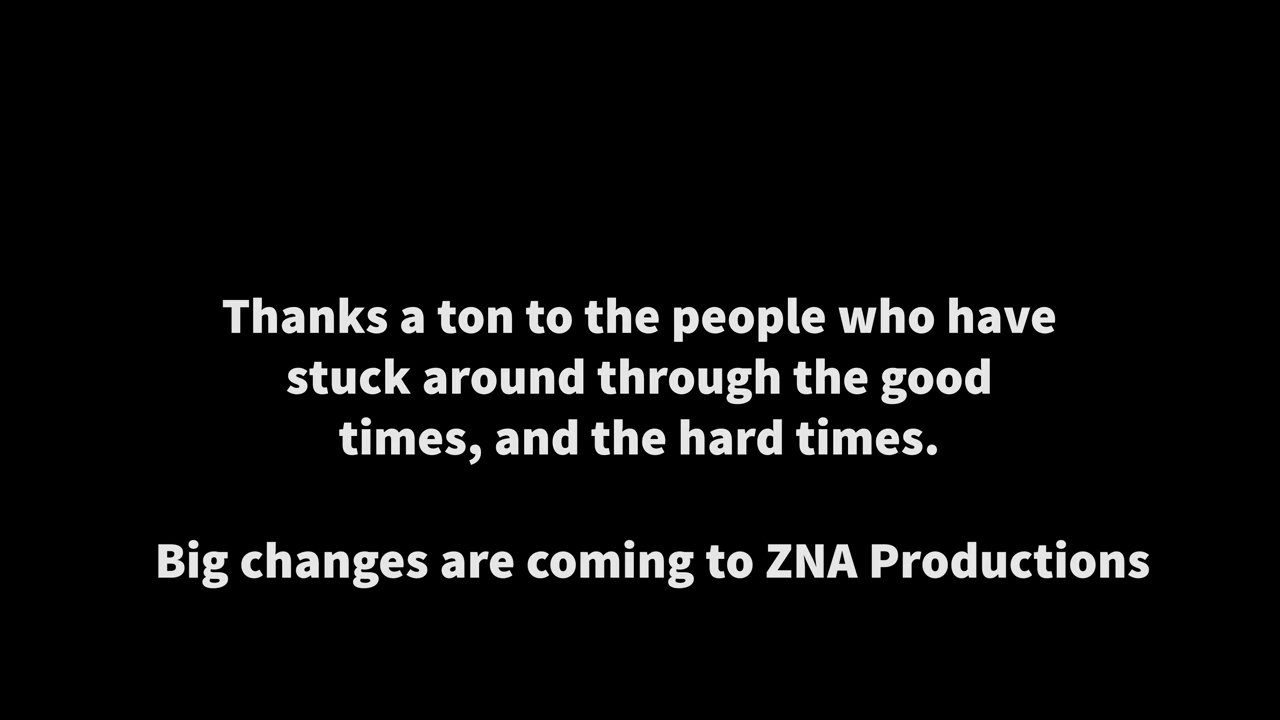 Thanks a ton to the people who have
stuck around through the good
times, and the hard times.
Big changes are coming to ZNA Productions